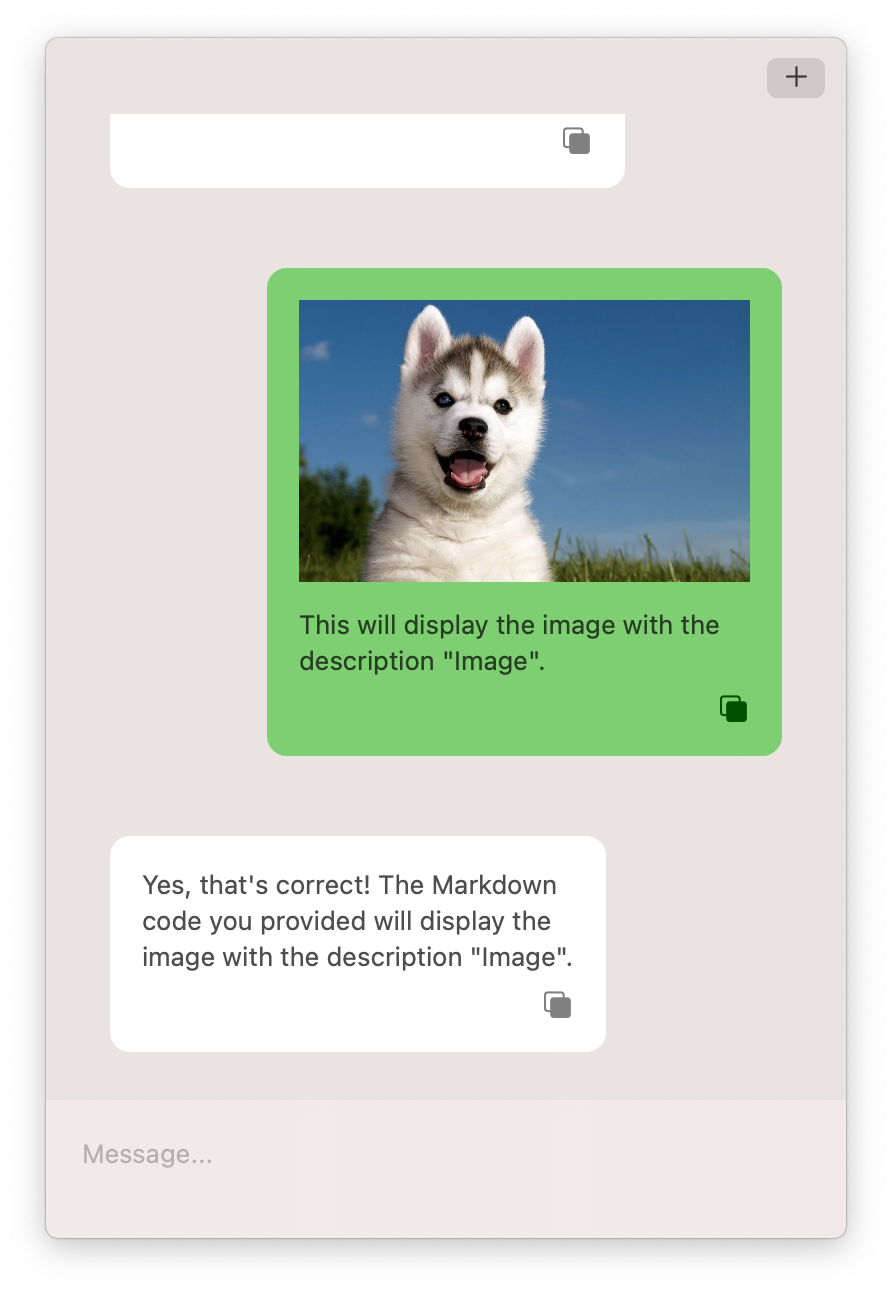 This will display the image with the
description "Image".
Yes, that's correct! The Markdown
code you provided will display the
image with the description "Image".
Message...